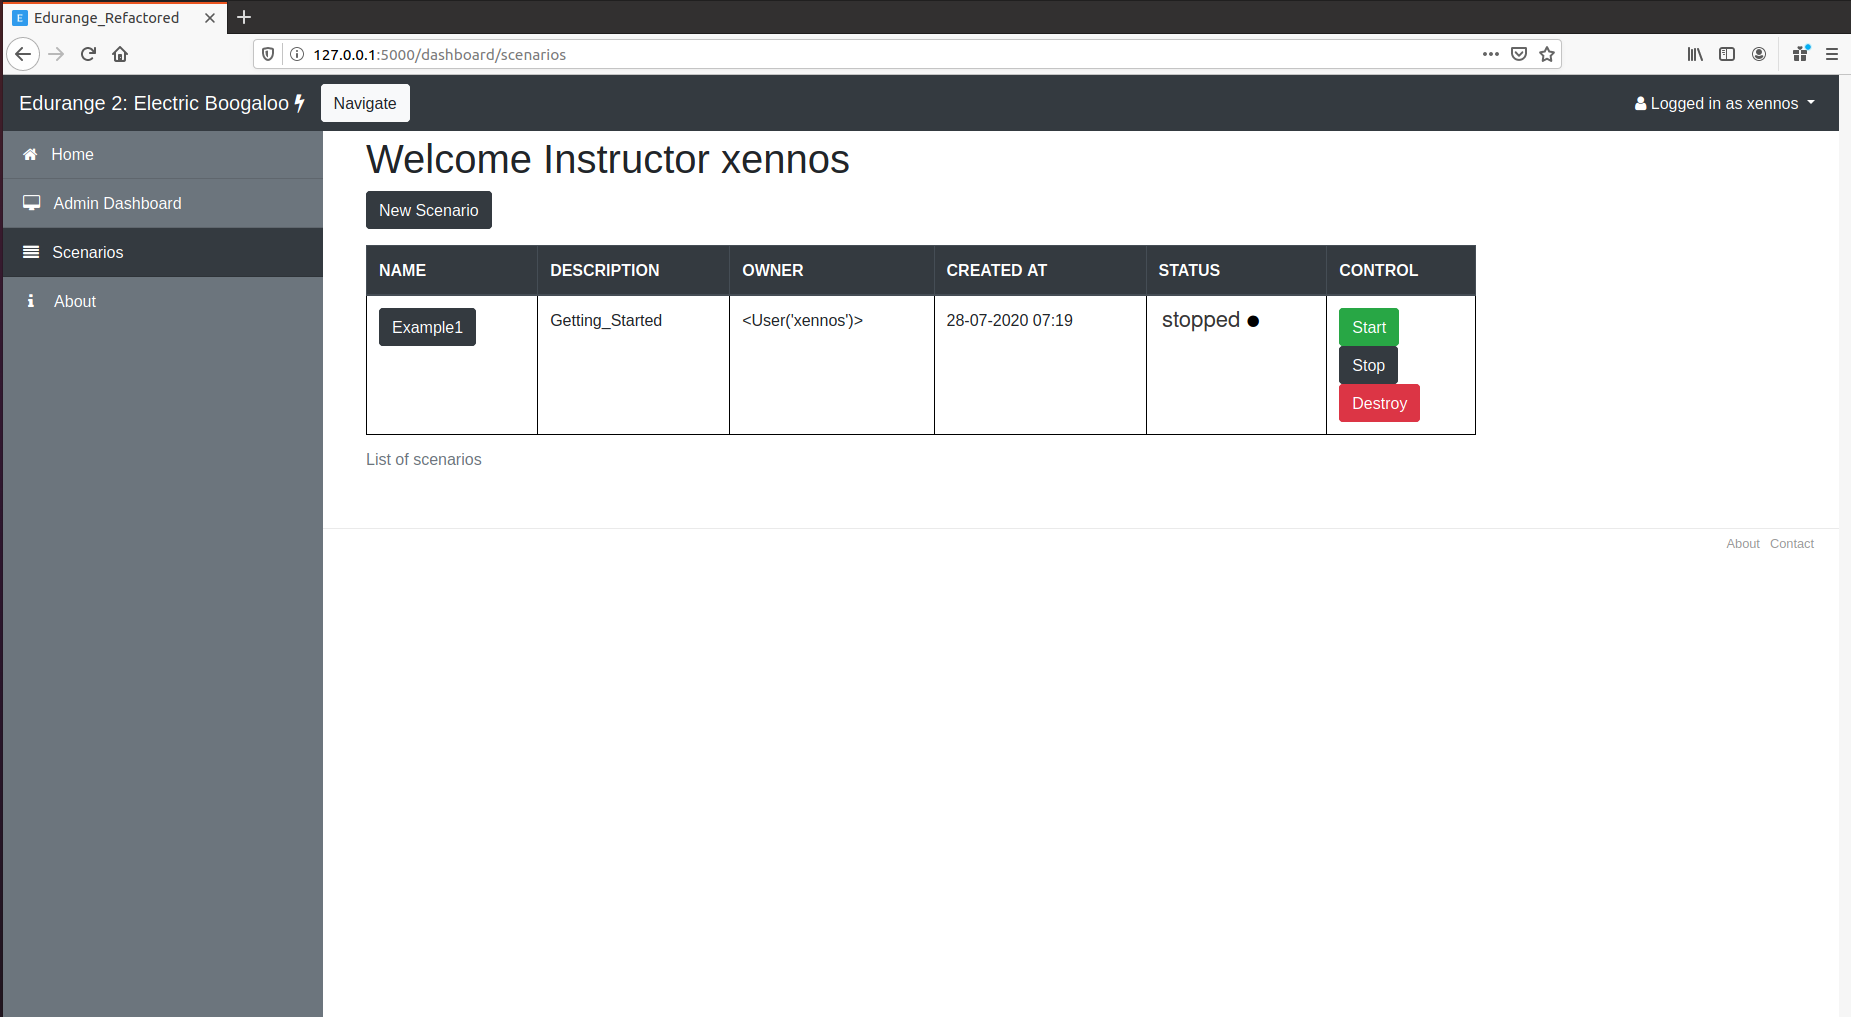 E Edurange_Refactored
127.0.0.1:5000/dashboard/scenarios
Edurange 2: Electric Boogaloo Navigate Logged in as xennos
Home
Admin Dashboard
Scenarios
About
Welcome Instructor xennos
New Scenario
NAME DESCRIPTION OWNER CREATED AT STATUS CONTROL
Example1 Getting_Started <User('xennos')> 28-07-2020 07:19 stopped Start
Stop
Destroy
List of scenarios
About Contact